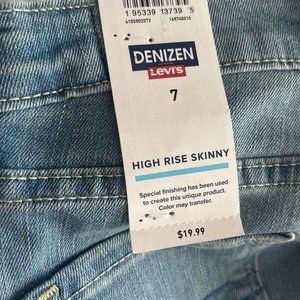 1 95339 13739 5
DENIZEN
Levi's
7
HIGH RISE SKINNY
Special finishing has been used
to create this unique product.
Color may transfer.
$19.99